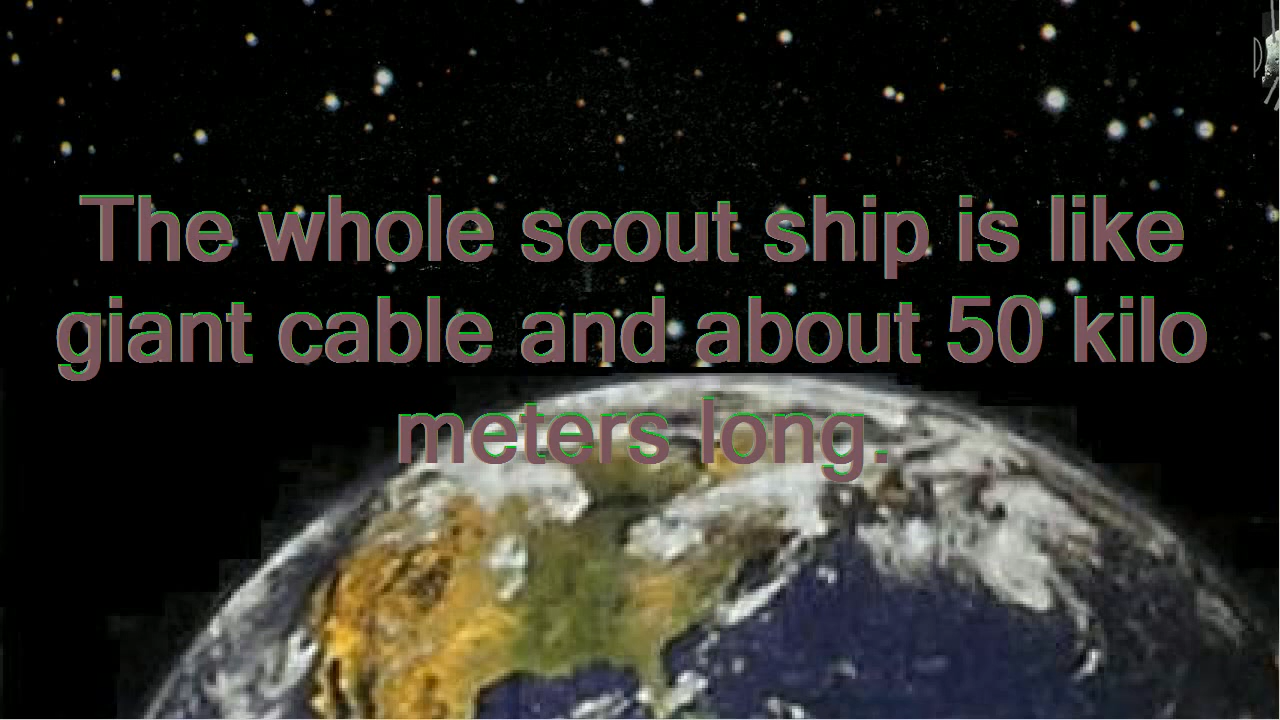 The whole scout ship is like
giant cable and about 50 kilo
meters long.